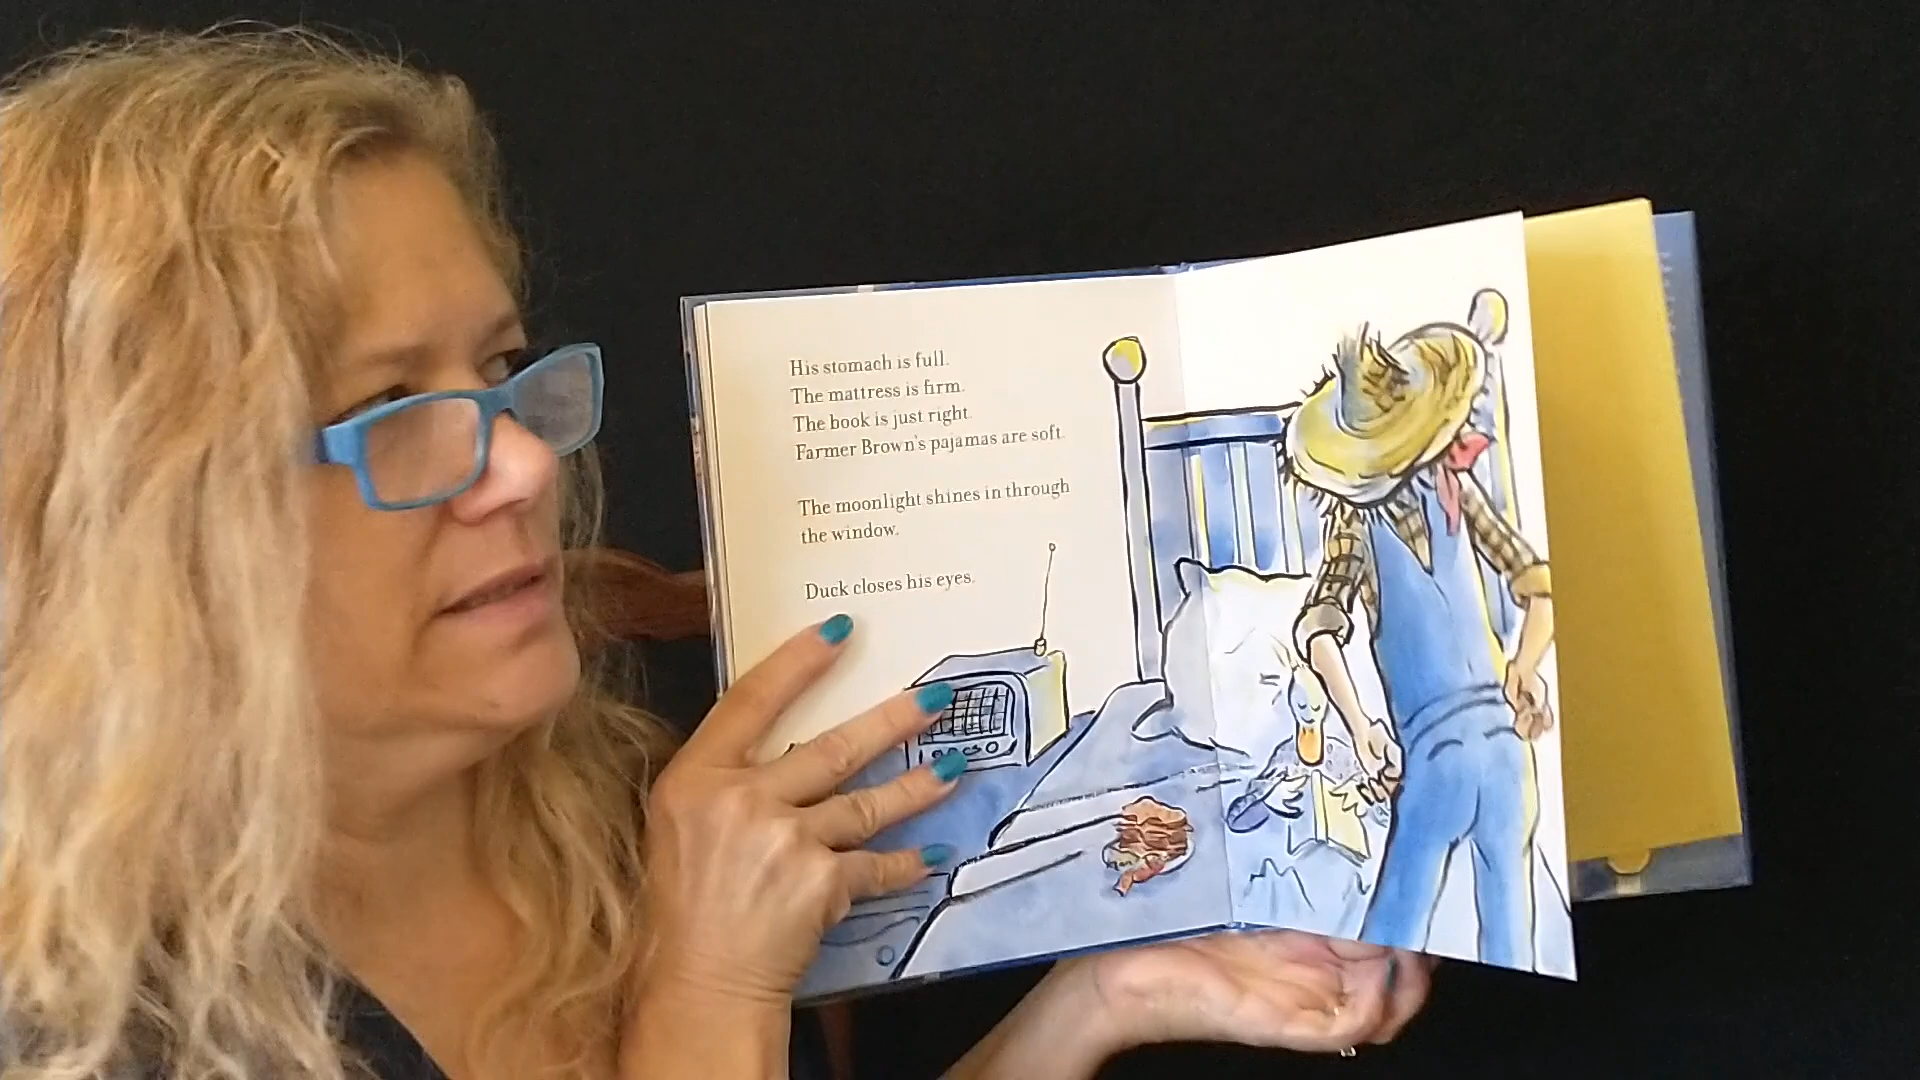 His stomach is full.
The mattress is firm.
The book is just right.
Farmer Brown's pajamas are soft.
The moonlight shines in through
the window.
Duck closes his eyes.